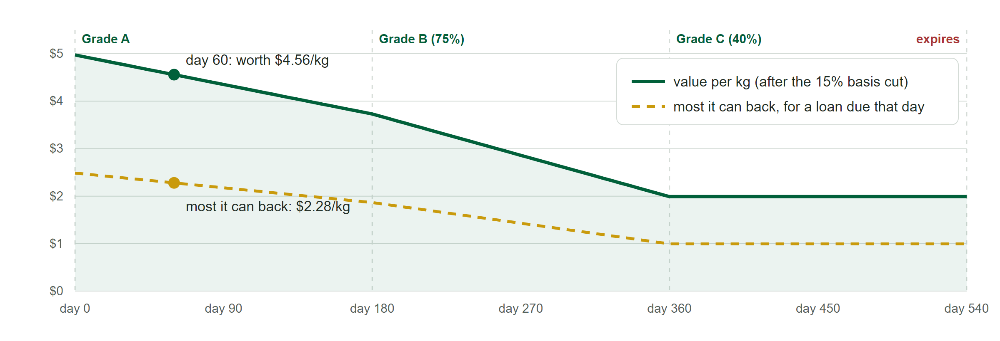 Grade A
Grade B (75%)
Grade C (40%)
expires
$5
day 60: worth $4.56/kg
value per kg (after the 15% basis cut)
$4
most it can back, for a loan due that day
$3
$2
most it can back: $2.28/kg
$1
$0
day 0
day 90
day 180
day 270
day 360
day 450
day 540